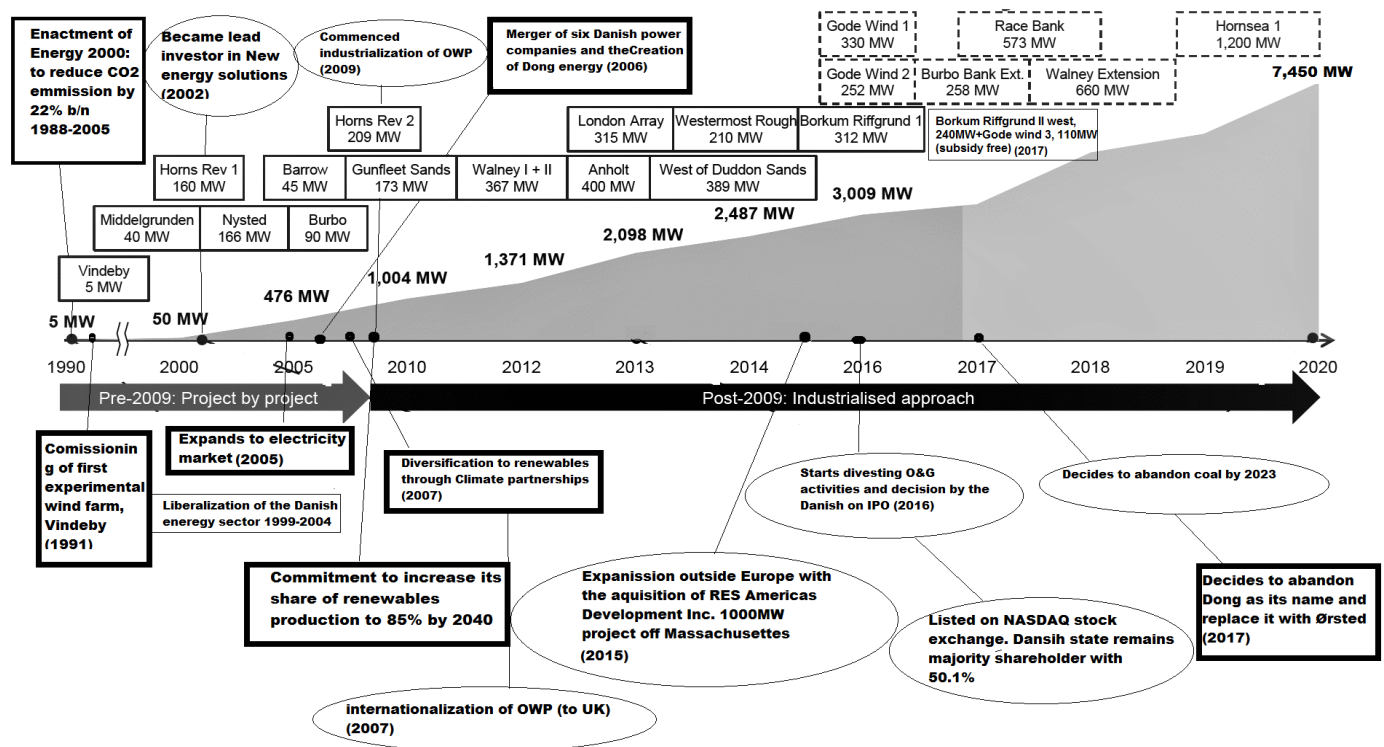 Enactment of
Energy 2000:
to reduce CO2
emmission by
22% b/n
1988-2005
Became lead
investor in New
energy solutions
(2002)
Commenced
industrialization of OWP
(2009)
Merger of six Danish power
companies and theCreation
of Dong energy (2006)
Gode Wind 1
330 MW
Race Bank
573 MW
Hornsea 1
1,200 MW
Gode Wind 2
252 MW
Burbo Bank Ext.
258 MW
Walney Extension
660 MW
7,450 MW
Horns Rev 2
209 MW
London Array
315 MW
Westermost Rough
210 MW
Borkum Riffgrund 1
312 MW
Borkum Riffgrund II west,
240MW+Gode wind 3, 110MW
(subsidy free) (2017)
Horns Rev 1
160 MW
Barrow
45 MW
Gunfleet Sands
173 MW
Walney I + II
367 MW
Anholt
400 MW
West of Duddon Sands
389 MW
Middelgrunden
40 MW
Nysted
166 MW
Burbo
90 MW
Vindeby
5 MW
5 MW
50 MW
476 MW
1,004 MW
1,371 MW
2,098 MW
2,487 MW
3,009 MW
1990
2000
2005
2010
2012
2013
2014
2016
2017
2018
2019
2020
Pre-2009: Project by project
Post-2009: Industrialised approach
Comissionin
g of first
experimental
wind farm,
Vindeby
(1991)
Expands to electricity
market (2005)
Liberalization of the Danish
eneregy sector 1999-2004
Diversification to renewables
through Climate partnerships
(2007)
Starts divesting O&G
activities and decision by the
Danish on IPO (2016)
Decides to abandon coal by 2023
Commitment to increase its
share of renewables
production to 85% by 2040
Expanission outside Europe with
the aquisition of RES Americas
Development Inc. 1000MW
project off Massachusettes
(2015)
Listed on NASDAQ stock
exchange. Dansih state remains
majority shareholder with
50.1%
Decides to abandon
Dong as its name and
replace it with Ørsted
(2017)
internationalization of OWP (to UK)
(2007)